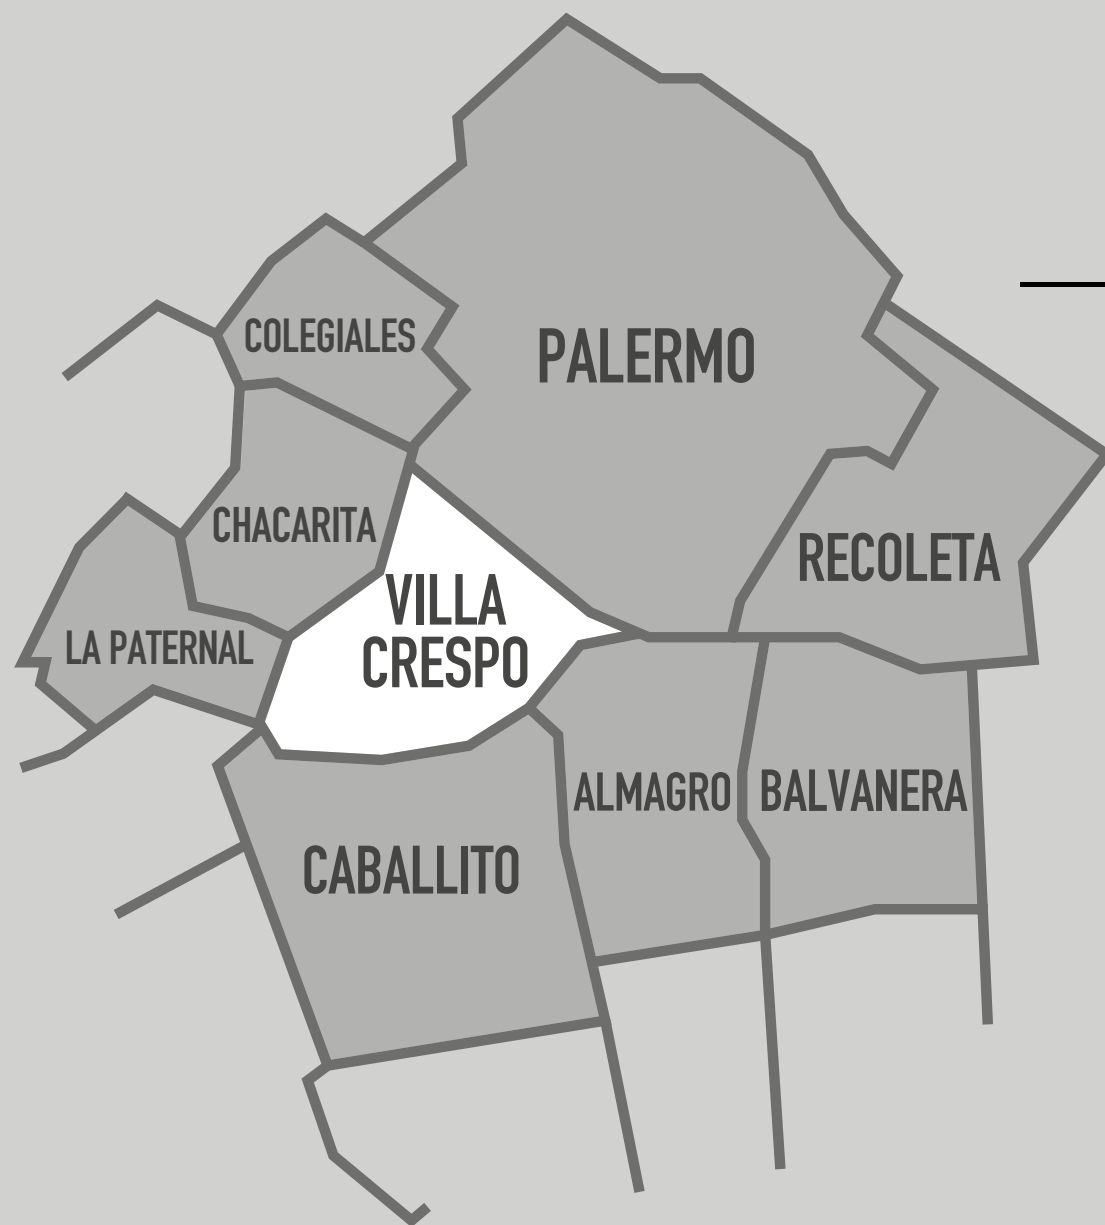 COLEGIALES
PALERMO
CHACARITA
RECOLETA
VILLA
CRESPO
LA PATERNAL
ALMAGRO
BALVANERA
CABALLITO